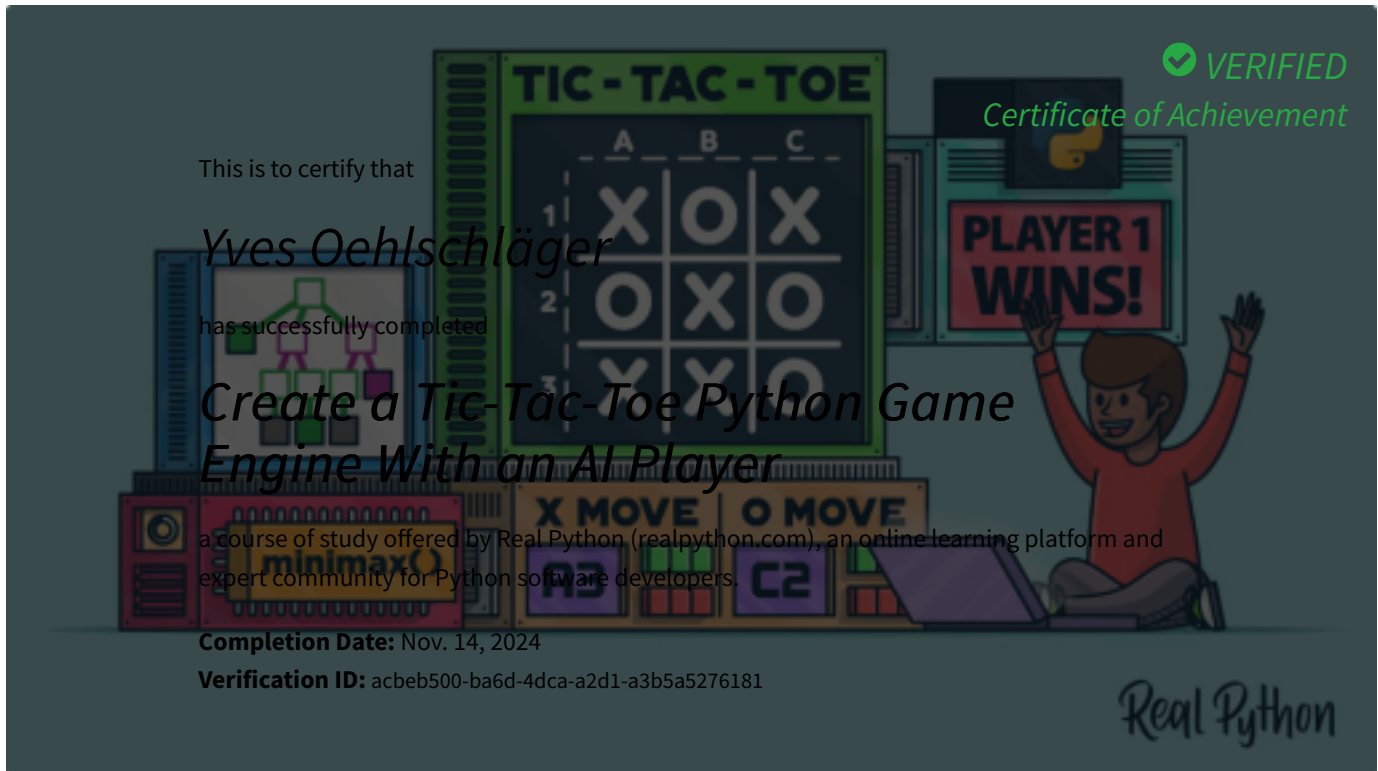 VERIFIED
Certificate of Achievement
This is to certify that
Yves Oehlschläger
has successfully completed
Create a Tic-Tac-Toe Python Game
Engine With an AI Player
a course of study offered by Real Python (realpython.com), an online learning platform and
expert community for Python software developers.
Completion Date: Nov. 14, 2024
Verification ID: acbeb500-ba6d-4dca-a2d1-a3b5a5276181
TIC-TAC-TOE
A B C
1 X O X
2 O X O
3 X X O
PLAYER 1
WINS!
X MOVE O MOVE
minimax()
A3 C2
Real Python